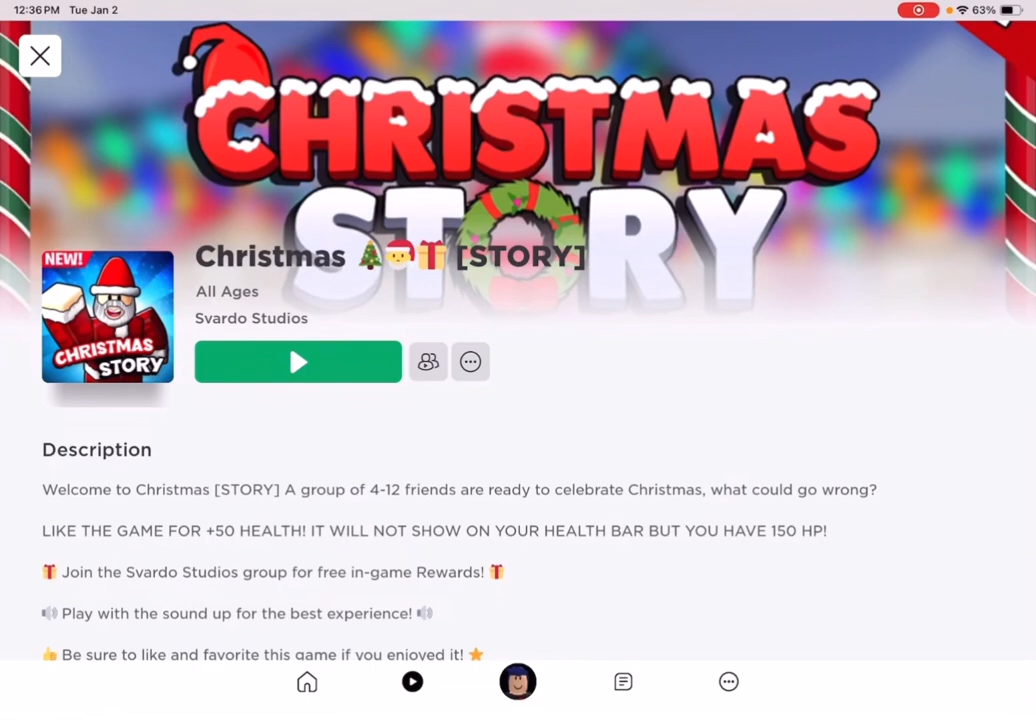 12:36 PM Tue Jan 2
63%
CHRISTMAS
STORY
Christmas 🎄🎅🎁 [STORY]
All Ages
Svardo Studios
NEW!
CHRISTMAS
STORY
Description
Welcome to Christmas [STORY] A group of 4-12 friends are ready to celebrate Christmas, what could go wrong?
LIKE THE GAME FOR +50 HEALTH! IT WILL NOT SHOW ON YOUR HEALTH BAR BUT YOU HAVE 150 HP!
🎁 Join the Svardo Studios group for free in-game Rewards! 🎁
🔊 Play with the sound up for the best experience! 🔊
👍 Be sure to like and favorite this game if you enjoyed it! ⭐